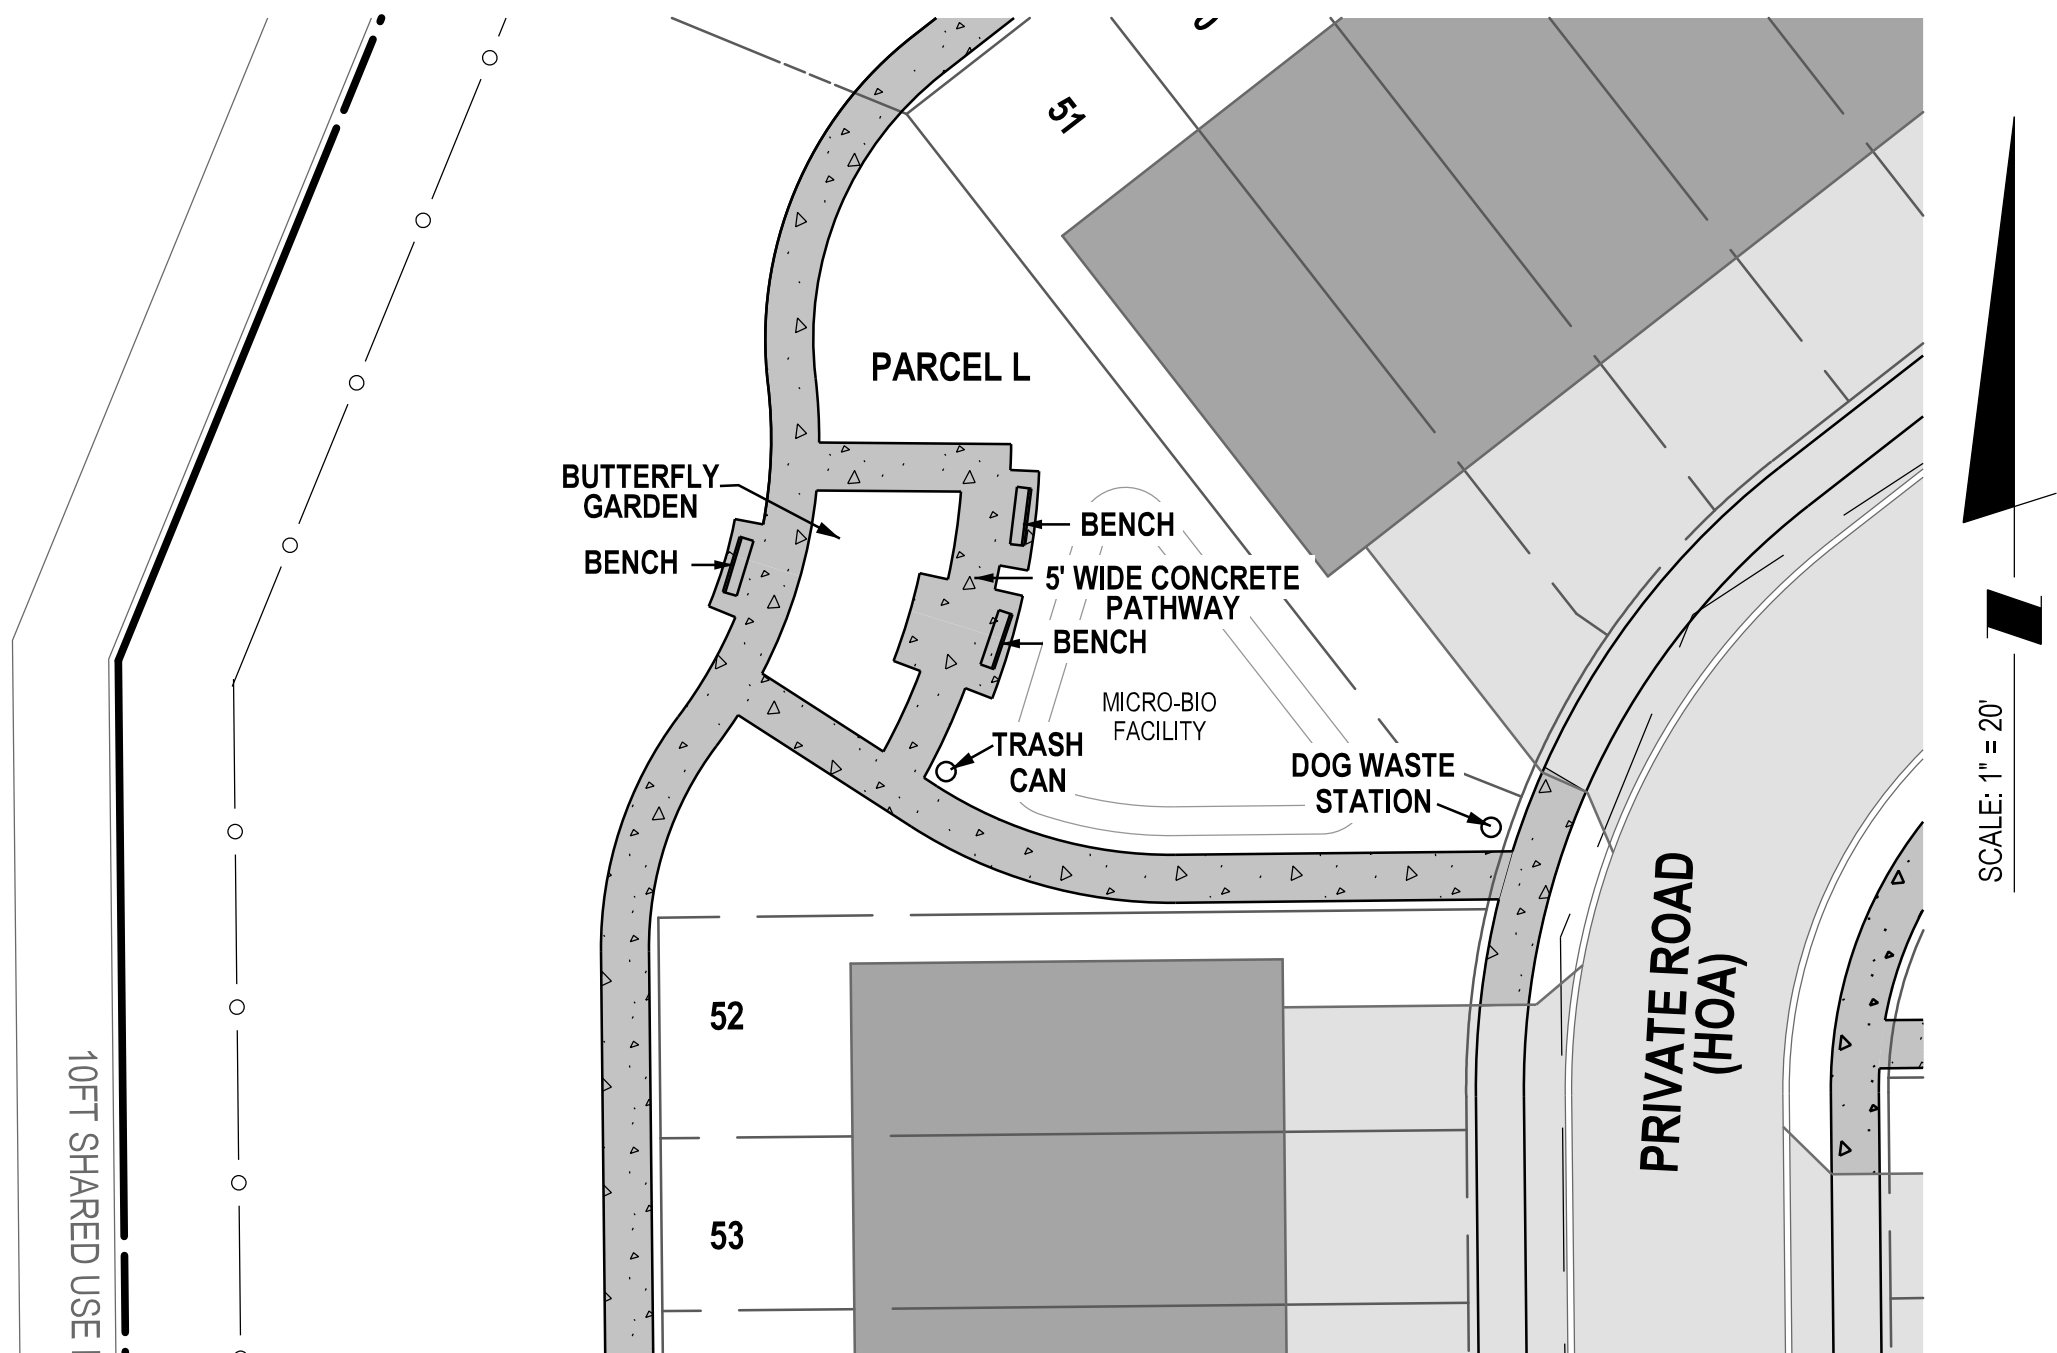 51
PARCEL L
BUTTERFLY
GARDEN
BENCH
BENCH
5' WIDE CONCRETE
PATHWAY
BENCH
MICRO-BIO
FACILITY
TRASH
CAN
DOG WASTE
STATION
52
53
10FT SHARED USE
PRIVATE ROAD
(HOA)
SCALE: 1" = 20'